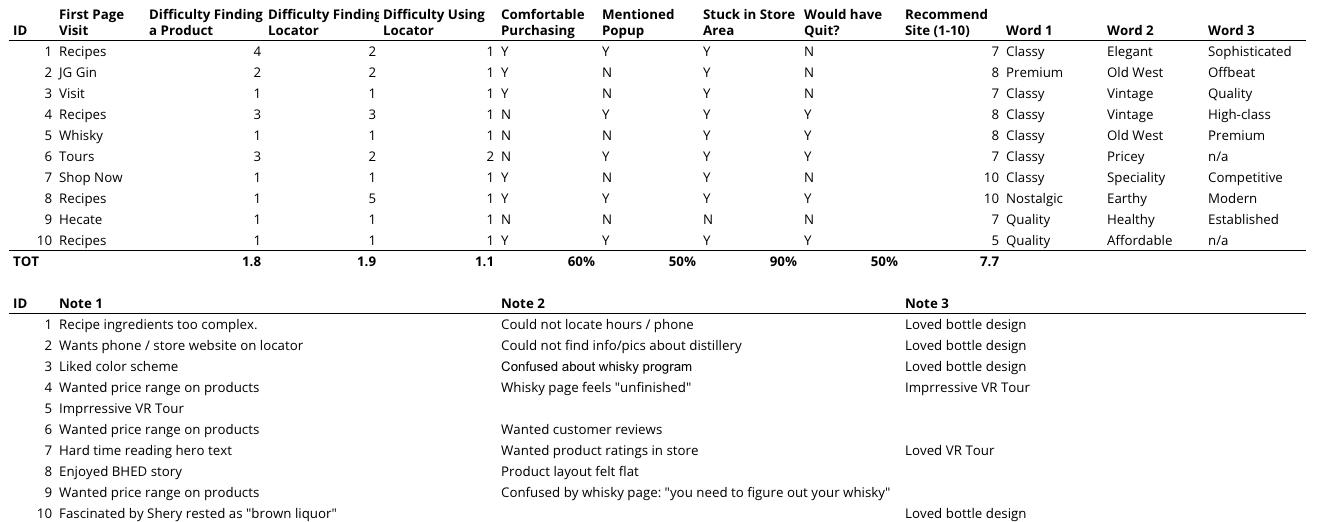 ID First Page Visit Difficulty Finding a Product Difficulty Finding Locator Difficulty Using Locator Comfortable Purchasing Mentioned Popup Stuck in Store Area Would have Quit? Recommend Site (1-10) Word 1 Word 2 Word 3
1 Recipes 4 2 1 Y Y Y N 7 Classy Elegant Sophisticated
2 JG Gin 2 2 1 Y N Y N 8 Premium Old West Offbeat
3 Visit 1 1 1 Y N Y N 7 Classy Vintage Quality
4 Recipes 3 3 1 N Y Y Y 8 Classy Vintage High-class
5 Whisky 1 1 1 N N Y Y 8 Classy Old West Premium
6 Tours 3 2 2 N Y Y Y 7 Classy Pricey n/a
7 Shop Now 1 1 1 Y N Y N 10 Classy Speciality Competitive
8 Recipes 1 5 1 Y Y Y Y 10 Nostalgic Earthy Modern
9 Hecate 1 1 1 N N N N 7 Quality Healthy Established
10 Recipes 1 1 1 Y Y Y Y 5 Quality Affordable n/a
TOT 1.8 1.9 1.1 60% 50% 90% 50% 7.7
ID Note 1 Note 2 Note 3
1 Recipe ingredients too complex. Could not locate hours / phone Loved bottle design
2 Wants phone / store website on locator Could not find info/pics about distillery Loved bottle design
3 Liked color scheme Confused about whisky program Loved bottle design
4 Wanted price range on products Whisky page feels "unfinished" Imprressive VR Tour
5 Imprressive VR Tour
6 Wanted price range on products Wanted customer reviews
7 Hard time reading hero text Wanted product ratings in store Loved VR Tour
8 Enjoyed BHED story Product layout felt flat
9 Wanted price range on products Confused by whisky page: "you need to figure out your whisky"
10 Fascinated by Shery rested as "brown liquor" Loved bottle design